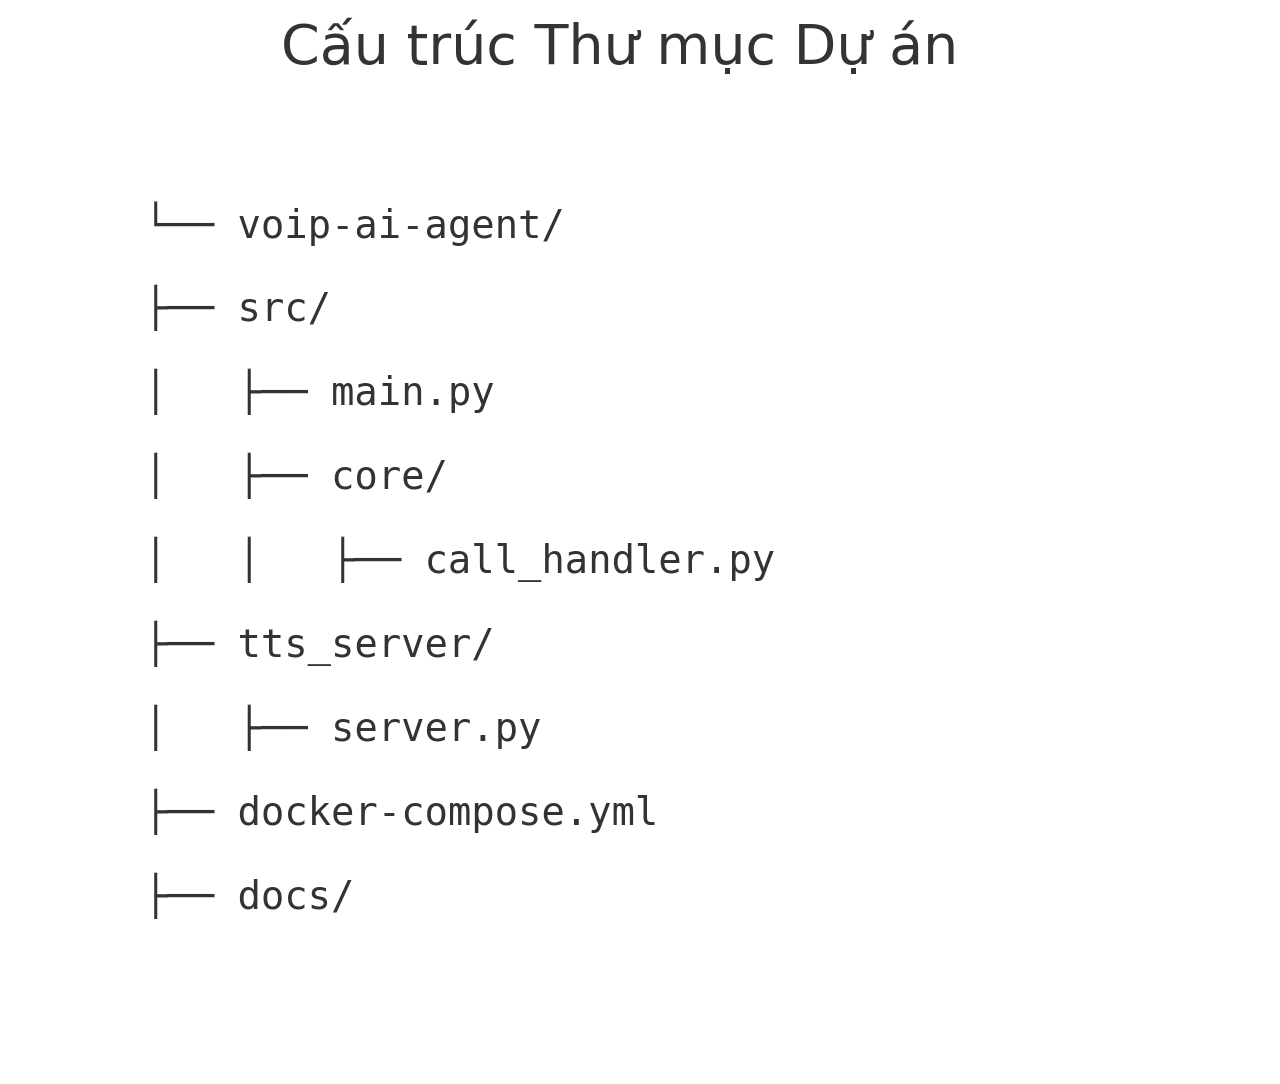 Cấu trúc Thư mục Dự án
└── voip-ai-agent/
├── src/
│   ├── main.py
│   ├── core/
│   │   ├── call_handler.py
├── tts_server/
│   ├── server.py
├── docker-compose.yml
├── docs/